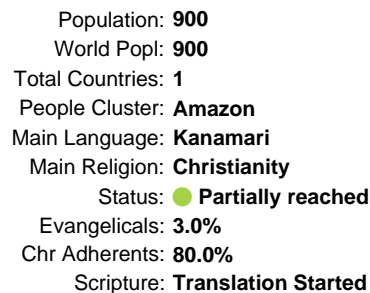 Population: 900
World Popl: 900
Total Countries: 1
People Cluster: Amazon
Main Language: Kanamari
Main Religion: Christianity
Status: Partially reached
Evangelicals: 3.0%
Chr Adherents: 80.0%
Scripture: Translation Started